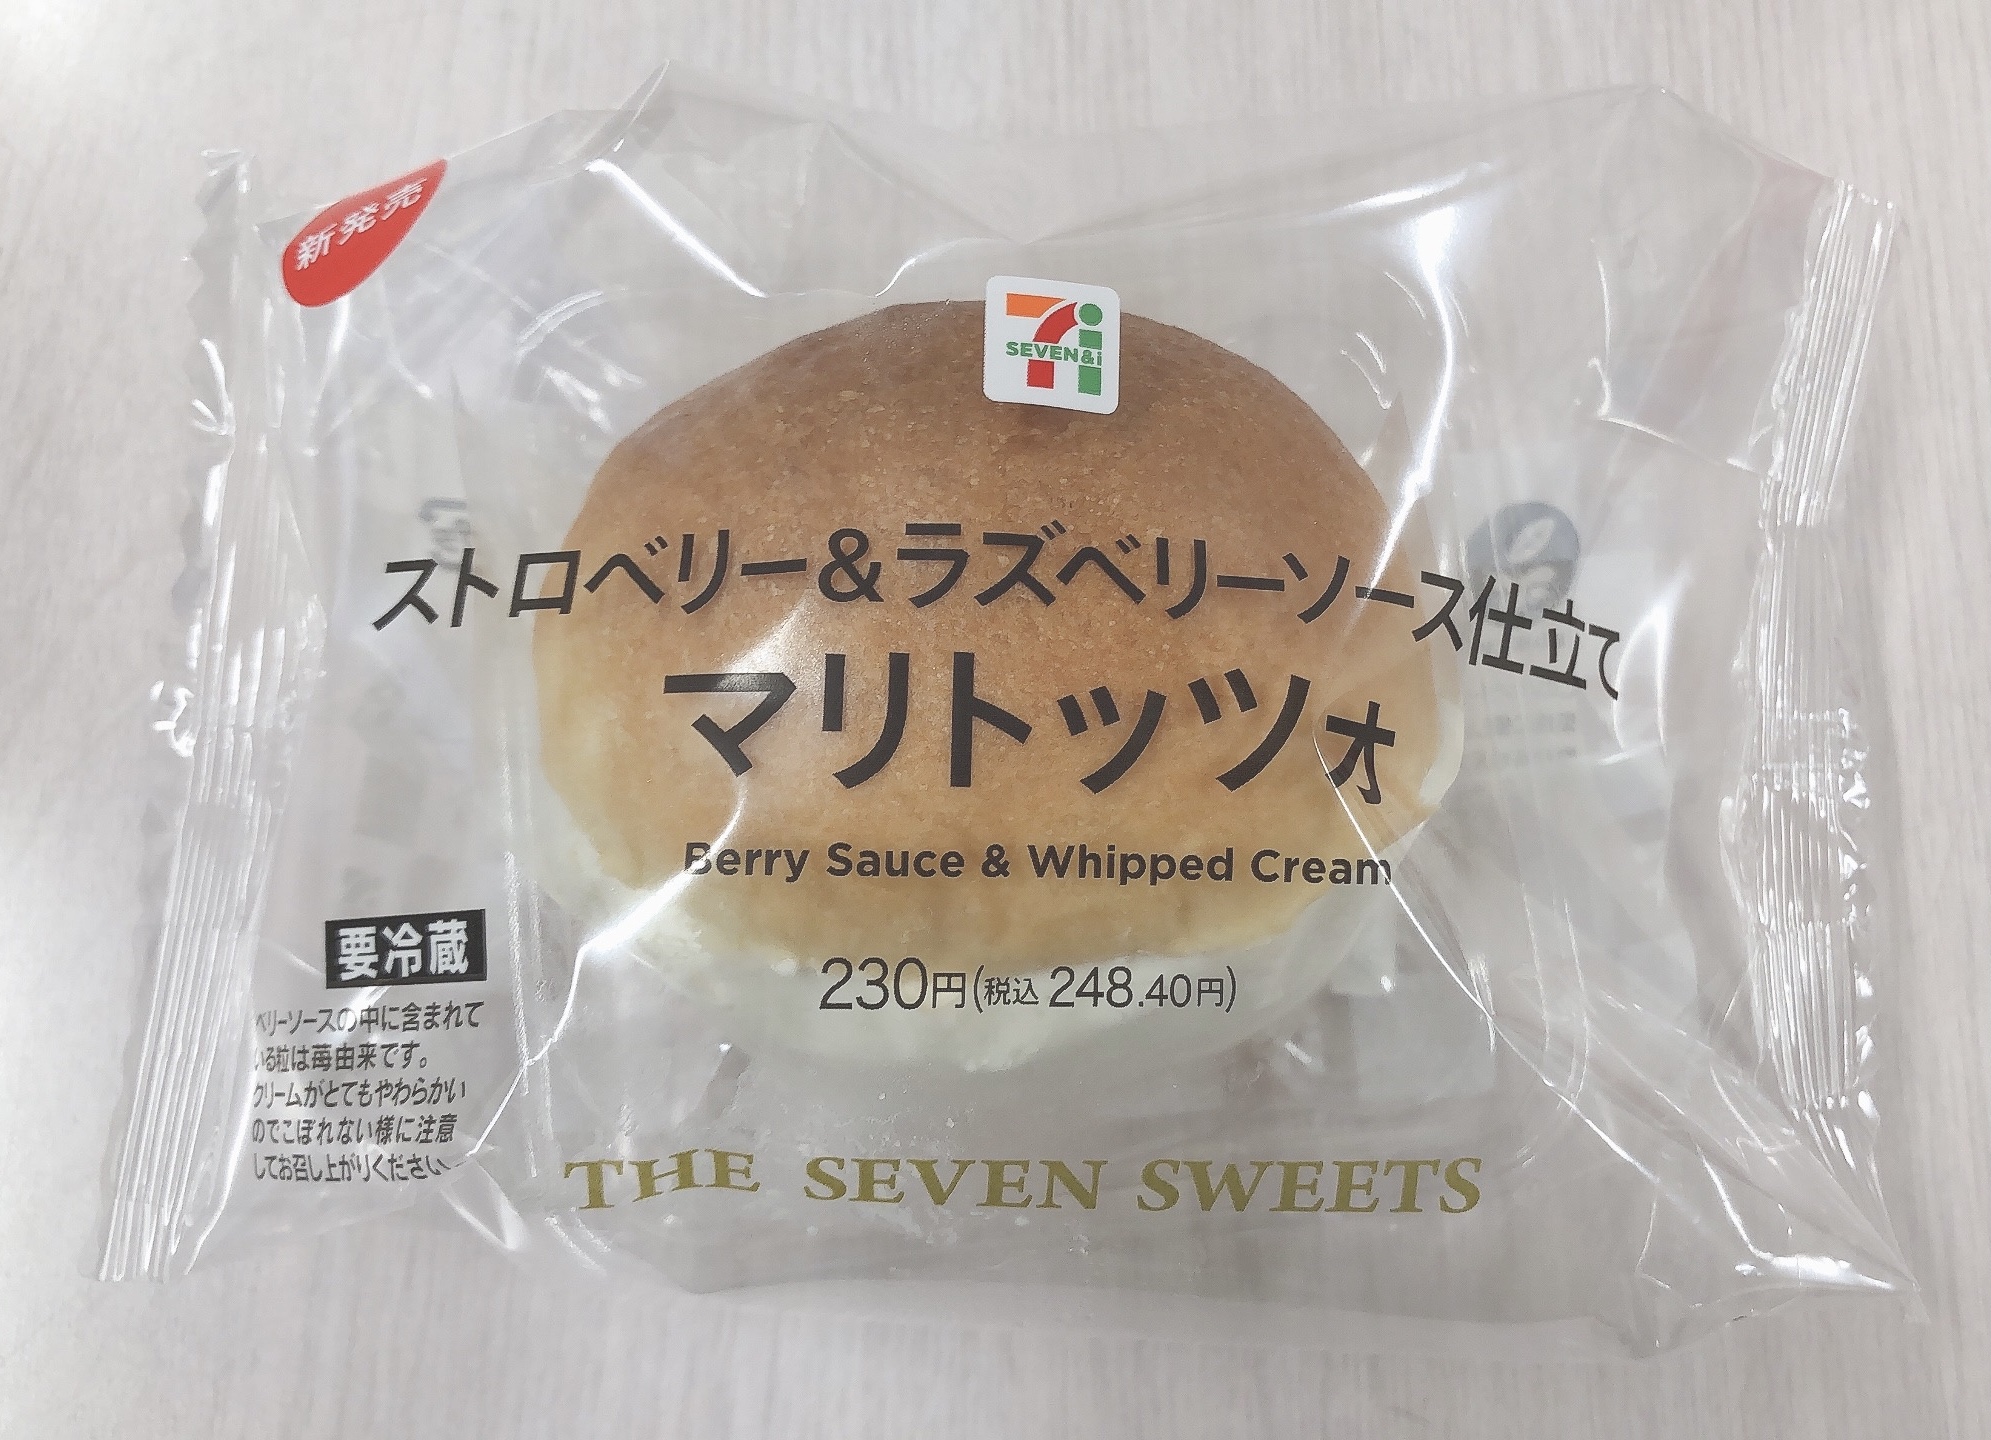 新発売
SEVEN&i
ストロベリー&ラズベリーソース仕立て
マリトッツォ
Berry Sauce & Whipped Cream
230円(税込 248.40円)
要冷蔵
ベリーソースの中に含まれて
いる粒は苺由来です。
クリームがとてもやわらかい
のでこぼれない様に注意
してお召し上がりください
THE SEVEN SWEETS